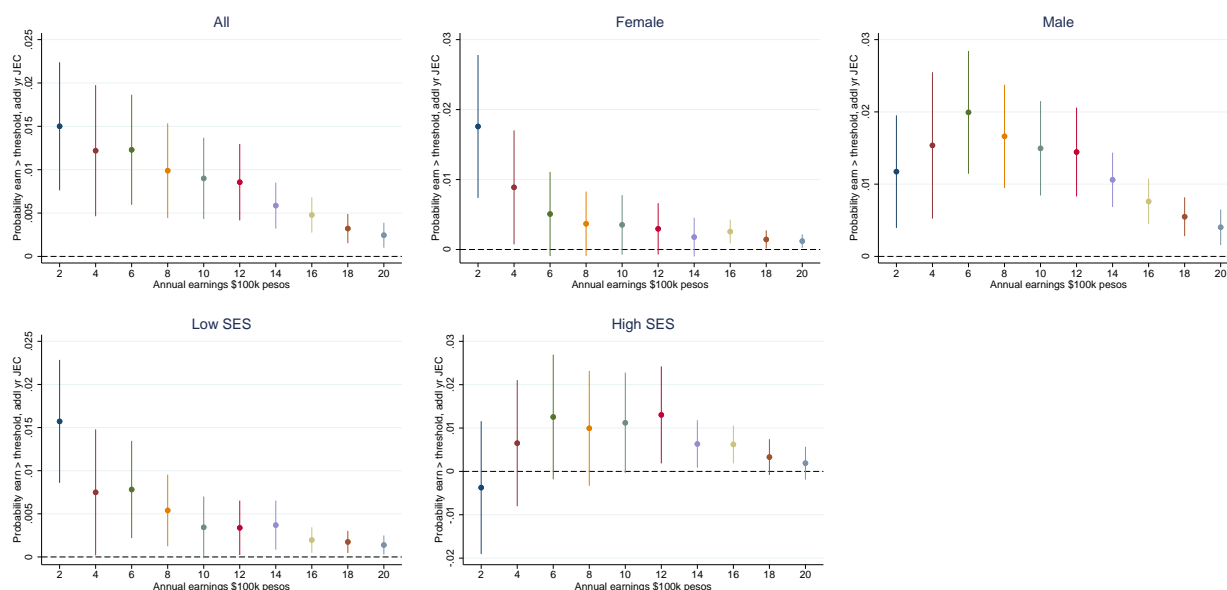 All
Probability earn > threshold, addl yr JEC
0 .005 .01 .015 .02 .025
2 4 6 8 10 12 14 16 18 20
Annual earnings $100k pesos
Female
Probability earn > threshold, addl yr JEC
0 .01 .02 .03
2 4 6 8 10 12 14 16 18 20
Annual earnings $100k pesos
Male
Probability earn > threshold, addl yr JEC
0 .01 .02 .03
2 4 6 8 10 12 14 16 18 20
Annual earnings $100k pesos
Low SES
Probability earn > threshold, addl yr JEC
0 .005 .01 .015 .02 .025
2 4 6 8 10 12 14 16 18 20
Annual earnings $100k pesos
High SES
Probability earn > threshold, addl yr JEC
-.02 -.01 0 .01 .02 .03
2 4 6 8 10 12 14 16 18 20
Annual earnings $100k pesos